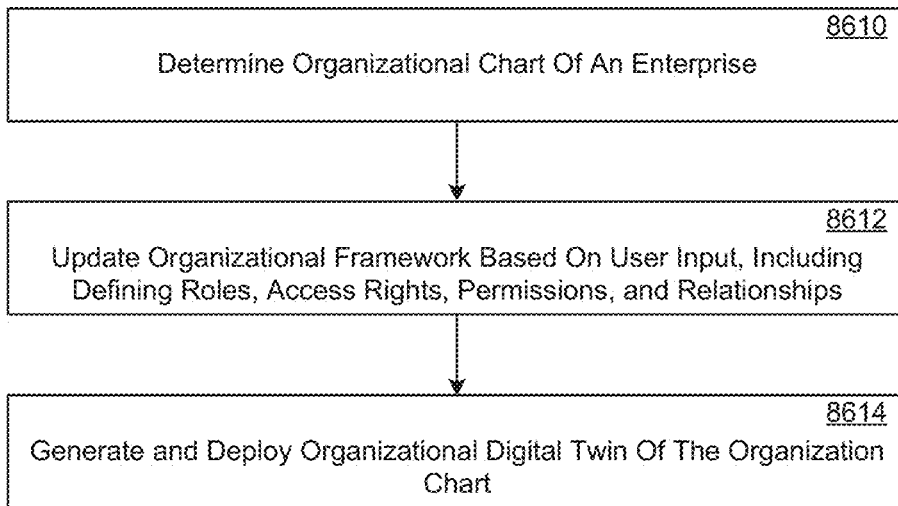 8610
Determine Organizational Chart Of An Enterprise
8612
Update Organizational Framework Based On User Input, Including
Defining Roles, Access Rights, Permissions, and Relationships
8614
Generate and Deploy Organizational Digital Twin Of The Organization
Chart